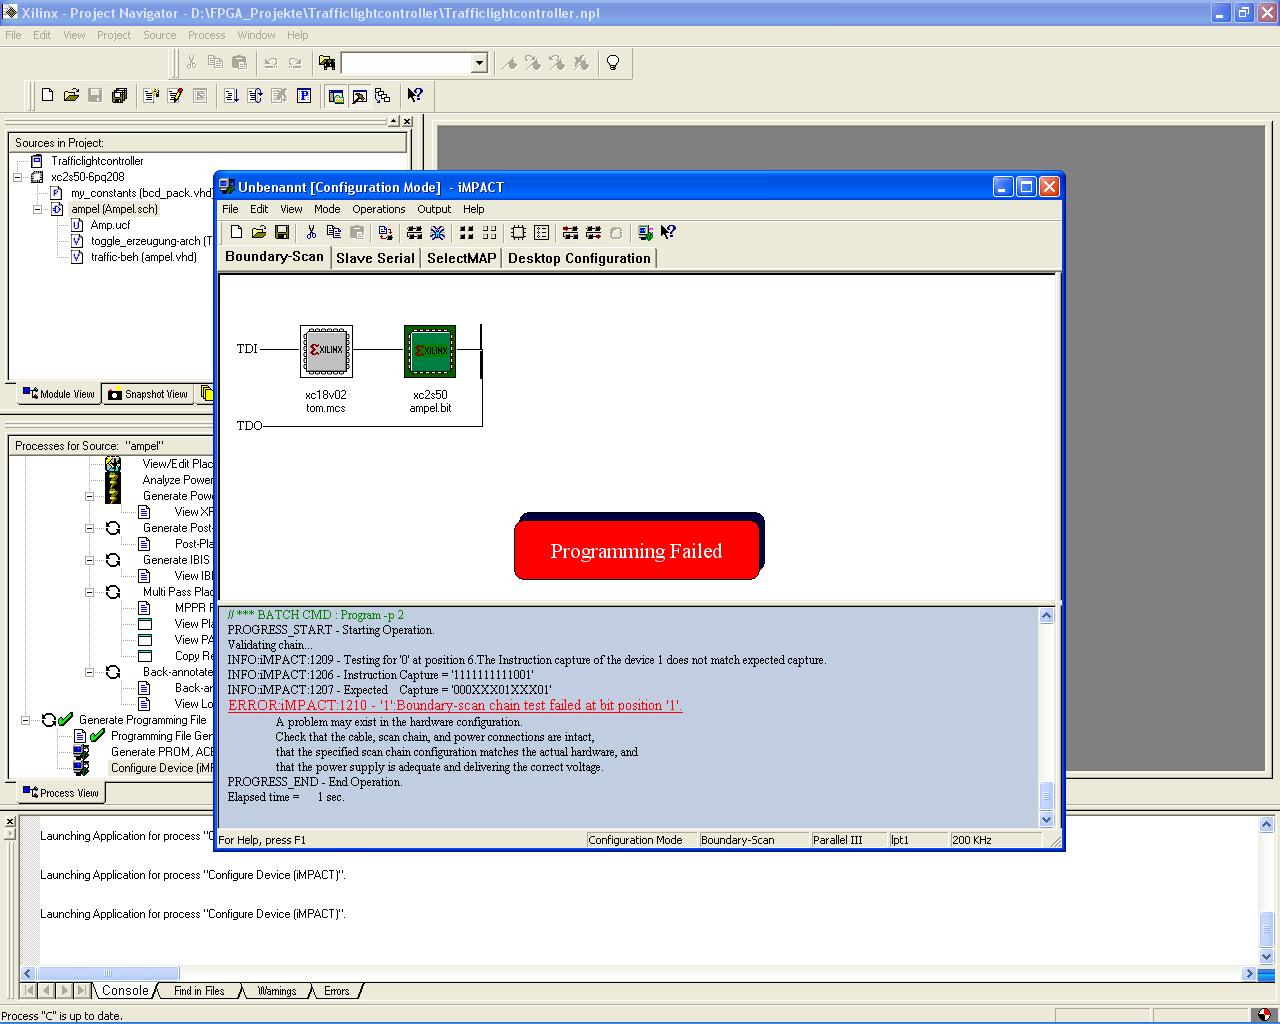 Xilinx - Project Navigator - D:\FPGA_Projekte\Trafficlightcontroller\Trafficlightcontroller.npl
File Edit View Project Source Process Window Help
Sources in Project:
Trafficlightcontroller
xc2s50-6pq208
my_constants (bcd_pack.vhd
ampel (Ampel.sch)
Amp.ucf
toggle_erzeugung-arch (T
traffic-beh (ampel.vhd)
Module View
Snapshot View
Processes for Source: "ampel"
View/Edit Plac
Analyze Power
Generate Pow
View XP
Generate Post-
Post-Pla
Generate IBIS
View IBI
Multi Pass Plac
MPPR F
View Pla
View PA
Copy Re
Back-annotate
Back-ar
View Lo
Generate Programming File
Programming File Gen
Generate PROM, ACE
Configure Device (iMF
Process View
Unbenannt [Configuration Mode] - iMPACT
File Edit View Mode Operations Output Help
Boundary-Scan Slave Serial SelectMAP Desktop Configuration
TDI
XILINX
XILINX
xc18v02
tom.mcs
xc2s50
ampel.bit
TDO
Programming Failed
// *** BATCH CMD : Program -p 2
PROGRESS_START - Starting Operation.
Validating chain...
INFO:iMPACT:1209 - Testing for '0' at position 6.The Instruction capture of the device 1 does not match expected capture.
INFO:iMPACT:1206 - Instruction Capture = '1111111111001'
INFO:iMPACT:1207 - Expected Capture = '000XXX01XXX01'
ERROR:iMPACT:1210 - '1':Boundary-scan chain test failed at bit position '1'.
A problem may exist in the hardware configuration.
Check that the cable, scan chain, and power connections are intact,
that the specified scan chain configuration matches the actual hardware, and
that the power supply is adequate and delivering the correct voltage.
PROGRESS_END - End Operation.
Elapsed time = 1 sec.
For Help, press F1 Configuration Mode Boundary-Scan Parallel III lpt1 200 KHz
Launching Application for process "C
Launching Application for process "Configure Device (iMPACT)".
Launching Application for process "Configure Device (iMPACT)".
Console Find in Files Warnings Errors
Process "C" is up to date.